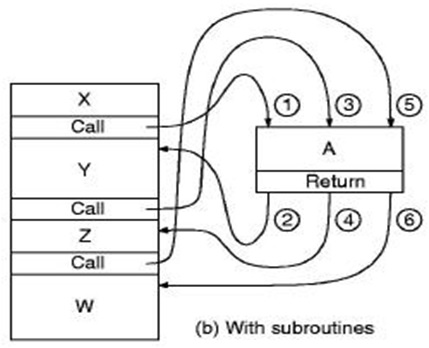 X
Call
Y
Call
Z
Call
W
① ③ ⑤
A
Return
② ④ ⑥
(b) With subroutines